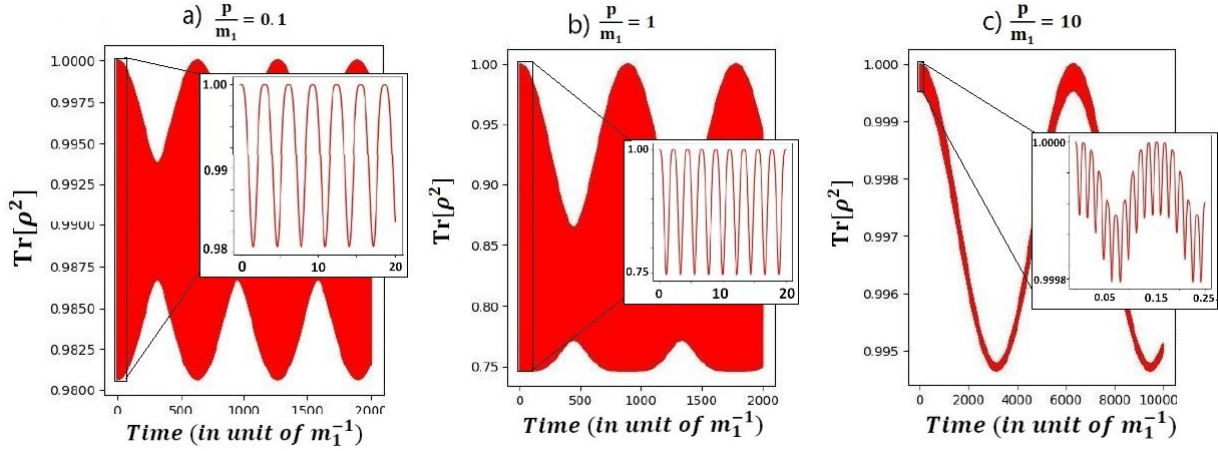 a) p/m₁ = 0.1
1.0000
0.9975
0.9950
0.9925
0.9900
0.9875
0.9850
0.9825
0.9800
Tr[ρ²]
0 500 1000 1500 2000
Time (in unit of m₁⁻¹)
1.00
0.99
0.98
0 10 20
b) p/m₁ = 1
1.00
0.95
0.90
0.85
0.80
0.75
Tr[ρ²]
0 500 1000 1500 2000
Time (in unit of m₁⁻¹)
1.00
0.75
0 10 20
c) p/m₁ = 10
1.000
0.999
0.998
0.997
0.996
0.995
Tr[ρ²]
0 2000 4000 6000 8000 10000
Time (in unit of m₁⁻¹)
1.0000
0.9998
0.05 0.15 0.25